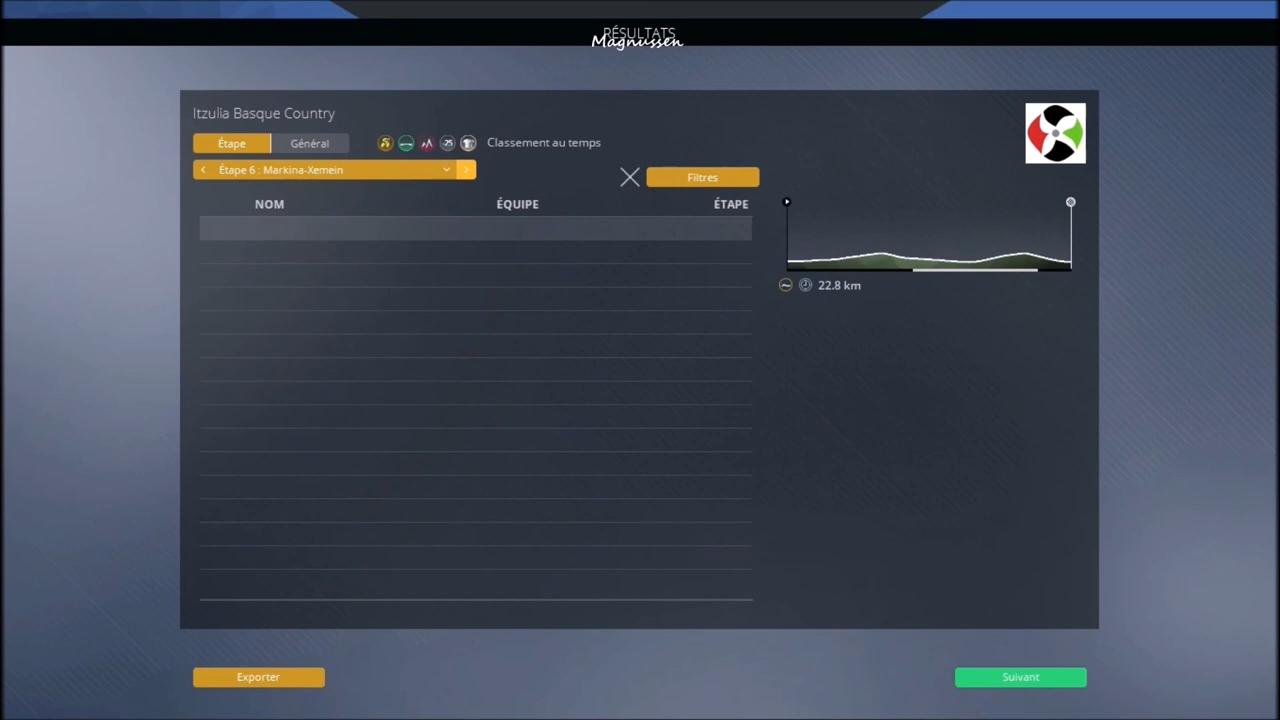 RÉSULTATS
Magnussen
Itzulia Basque Country
Étape Général -25 Classement au temps
Étape 6 : Markina-Xemein
Filtres
NOM ÉQUIPE ÉTAPE
22.8 km
Exporter Suivant